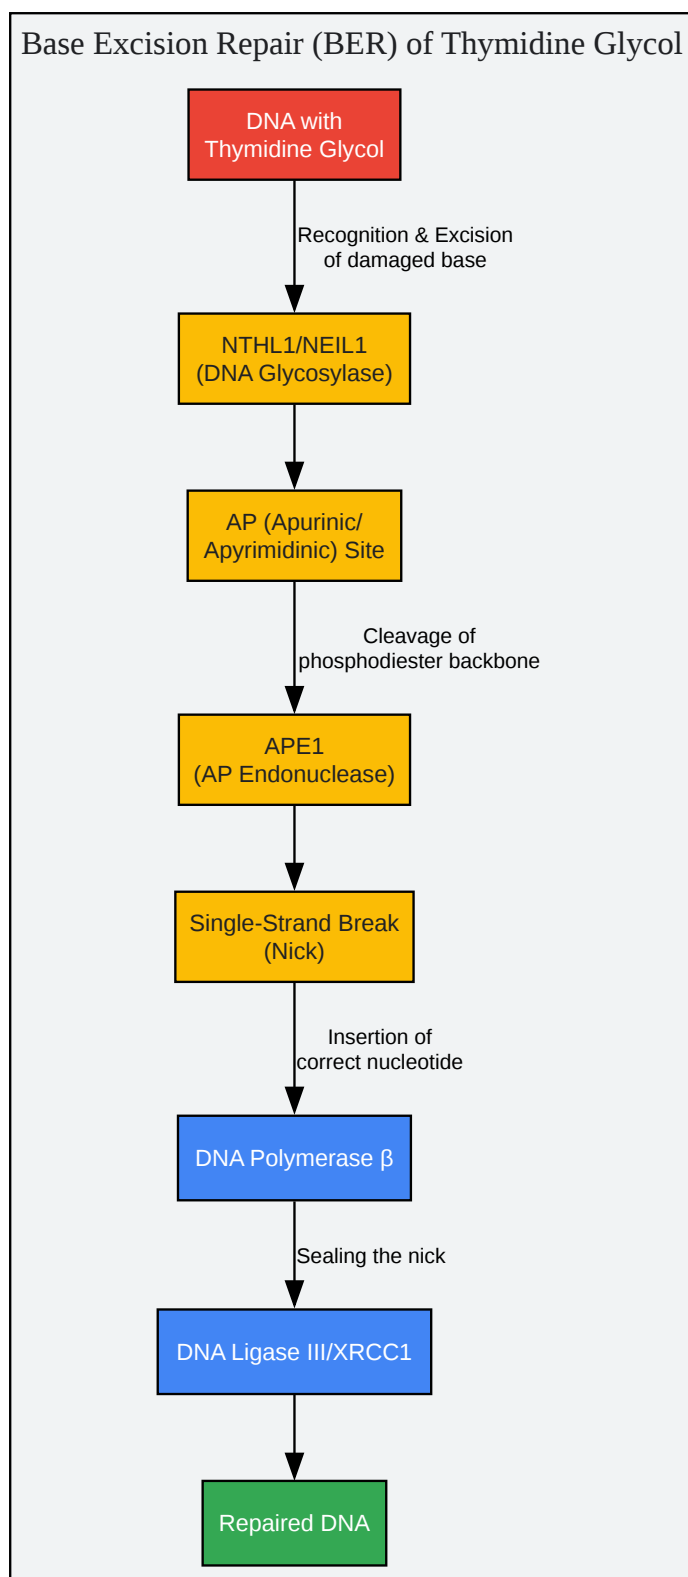 Base Excision Repair (BER) of Thymidine Glycol
DNA with
Thymidine Glycol
Recognition & Excision
of damaged base
NTHL1/NEIL1
(DNA Glycosylase)
AP (Apurinic/
Apyrimidinic) Site
Cleavage of
phosphodiester backbone
APE1
(AP Endonuclease)
Single-Strand Break
(Nick)
Insertion of
correct nucleotide
DNA Polymerase β
Sealing the nick
DNA Ligase III/XRCC1
Repaired DNA